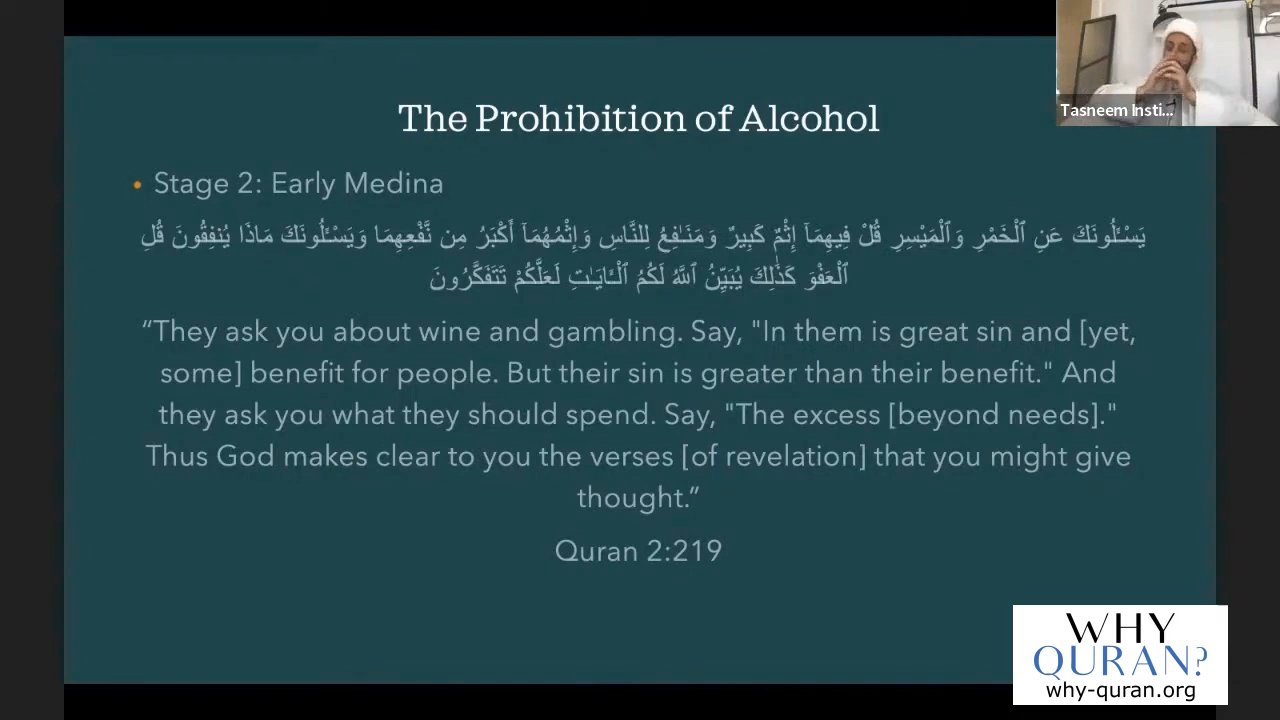 The Prohibition of Alcohol
Tasneem Insti...
• Stage 2: Early Medina
يَسْـَٔلُونَكَ عَنِ ٱلْخَمْرِ وَٱلْمَيْسِرِ قُلْ فِيهِمَآ إِثْمٌ كَبِيرٌ وَمَنَـٰفِعُ لِلنَّاسِ وَإِثْمُهُمَآ أَكْبَرُ مِن نَّفْعِهِمَا وَيَسْـَٔلُونَكَ مَاذَا يُنفِقُونَ قُلِ
ٱلْعَفْوَ كَذَٰلِكَ يُبَيِّنُ ٱللَّهُ لَكُمُ ٱلْـَٔايَـٰتِ لَعَلَّكُمْ تَتَفَكَّرُونَ
“They ask you about wine and gambling. Say, "In them is great sin and [yet,
some] benefit for people. But their sin is greater than their benefit." And
they ask you what they should spend. Say, "The excess [beyond needs]."
Thus God makes clear to you the verses [of revelation] that you might give
thought.”
Quran 2:219
WHY
QURAN?
why-quran.org